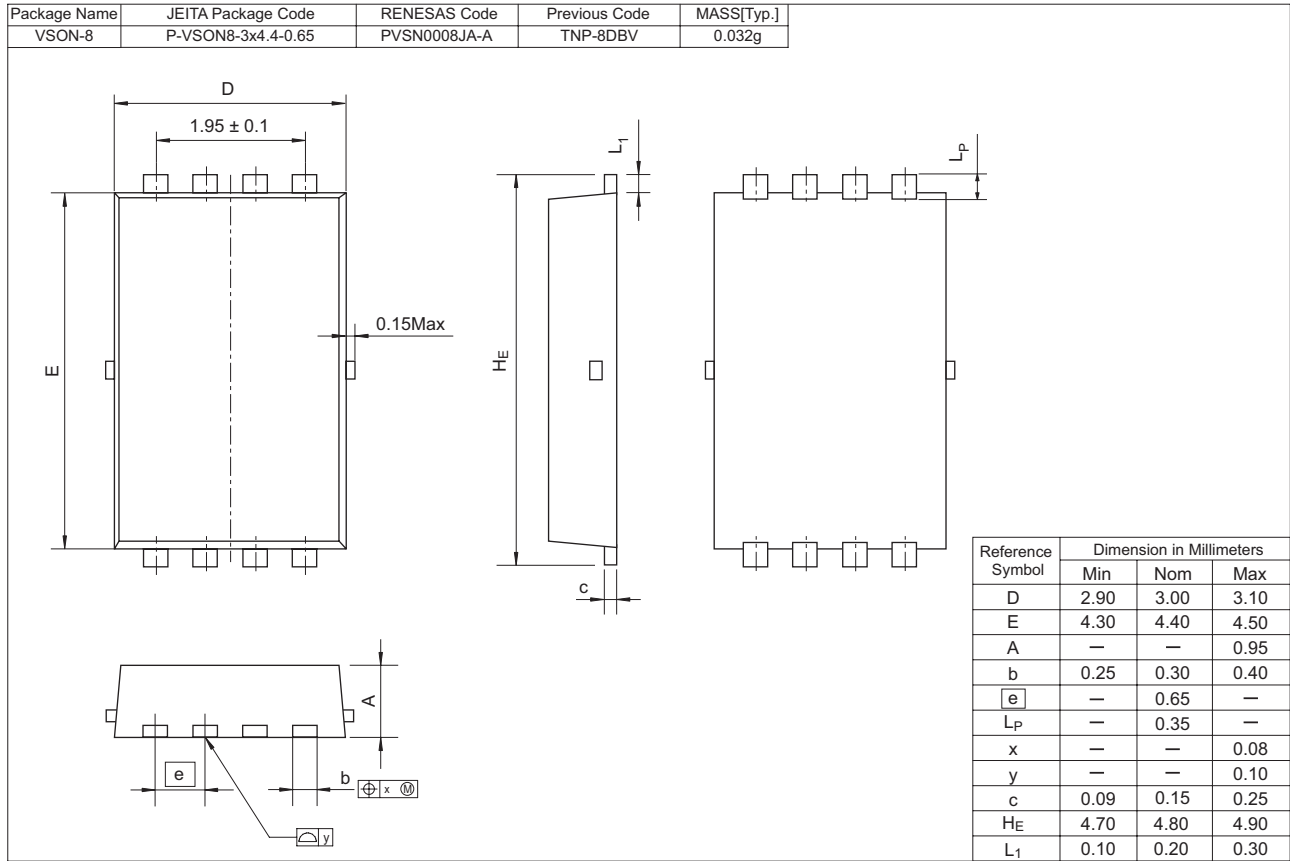 Package Name JEITA Package Code RENESAS Code Previous Code MASS[Typ.]
VSON-8 P-VSON8-3x4.4-0.65 PVSN0008JA-A TNP-8DBV 0.032g
D
1.95 ± 0.1
L1
LP
0.15Max
E
HE
c
A
e
b
x M
y
Reference Symbol Dimension in Millimeters
Min Nom Max
D 2.90 3.00 3.10
E 4.30 4.40 4.50
A — — 0.95
b 0.25 0.30 0.40
e — 0.65 —
LP — 0.35 —
x — — 0.08
y — — 0.10
c 0.09 0.15 0.25
HE 4.70 4.80 4.90
L1 0.10 0.20 0.30